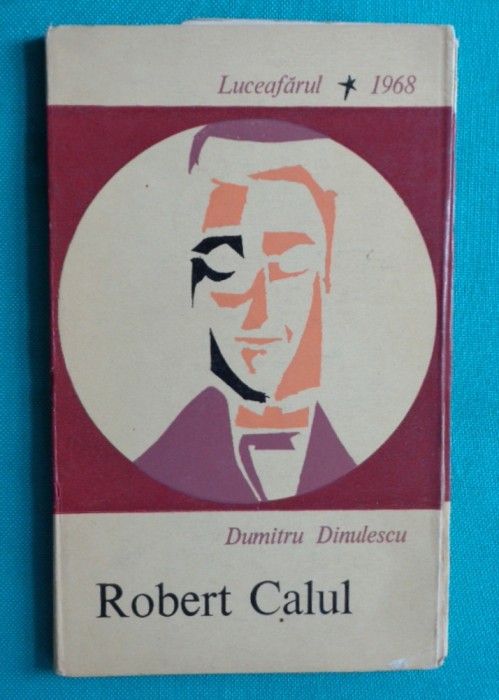 Luceafărul ★ 1968
Dumitru Dinulescu
Robert Calul